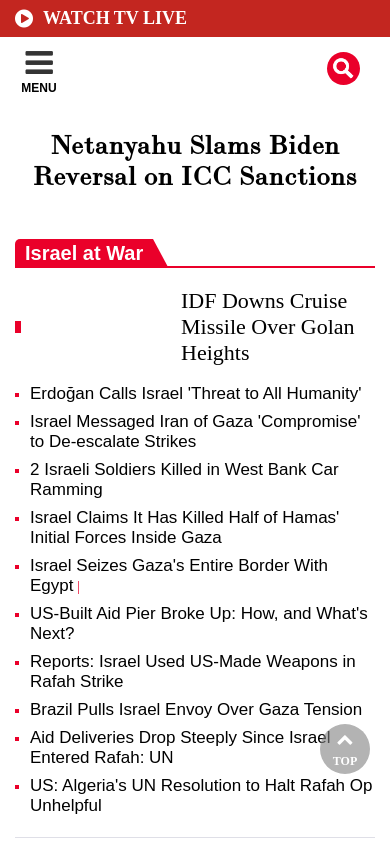 WATCH TV LIVE
MENU
Netanyahu Slams Biden
Reversal on ICC Sanctions
Israel at War
IDF Downs Cruise
Missile Over Golan
Heights
Erdoğan Calls Israel 'Threat to All Humanity'
Israel Messaged Iran of Gaza 'Compromise'
to De-escalate Strikes
2 Israeli Soldiers Killed in West Bank Car
Ramming
Israel Claims It Has Killed Half of Hamas'
Initial Forces Inside Gaza
Israel Seizes Gaza's Entire Border With
Egypt |
US-Built Aid Pier Broke Up: How, and What's
Next?
Reports: Israel Used US-Made Weapons in
Rafah Strike
Brazil Pulls Israel Envoy Over Gaza Tension
Aid Deliveries Drop Steeply Since Israel
Entered Rafah: UN
TOP
US: Algeria's UN Resolution to Halt Rafah Op
Unhelpful